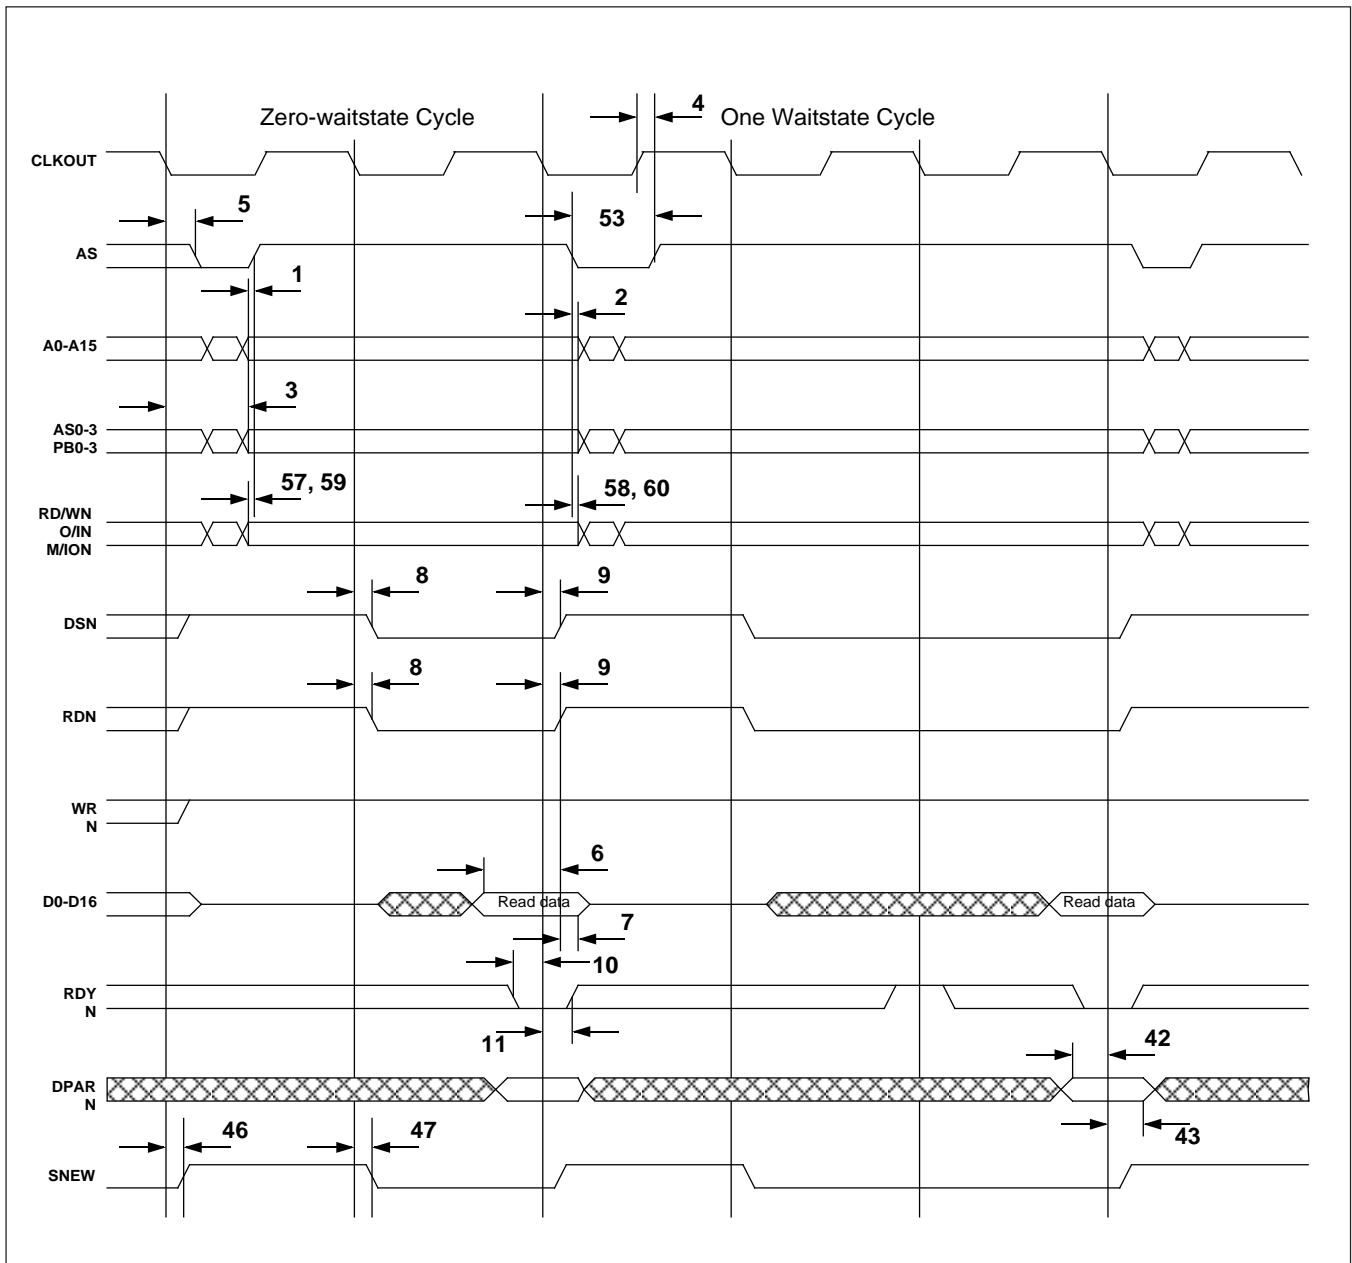 Zero-waitstate Cycle
4
One Waitstate Cycle
CLKOUT
5
53
AS
1
2
A0-A15
3
AS0-3
PB0-3
57, 59
58, 60
RD/WN
O/IN
M/ION
8
9
DSN
8
9
RDN
WR
N
6
D0-D16
Read data
Read data
7
10
RDY
N
11
42
DPAR
N
46
47
43
SNEW